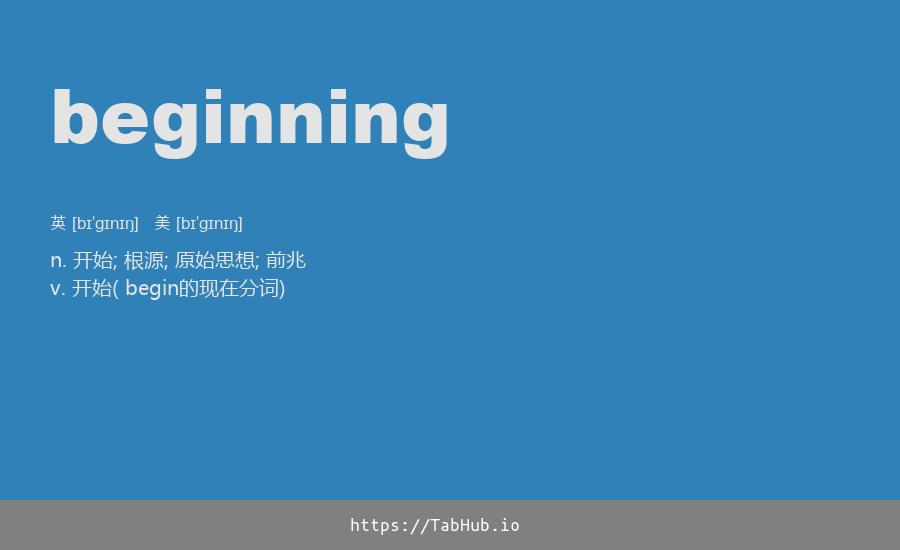 beginning
英 [bɪˈɡɪnɪŋ] 美 [bɪˈɡɪnɪŋ]
n. 开始; 根源; 原始思想; 前兆
v. 开始( begin的现在分词)
https://TabHub.io